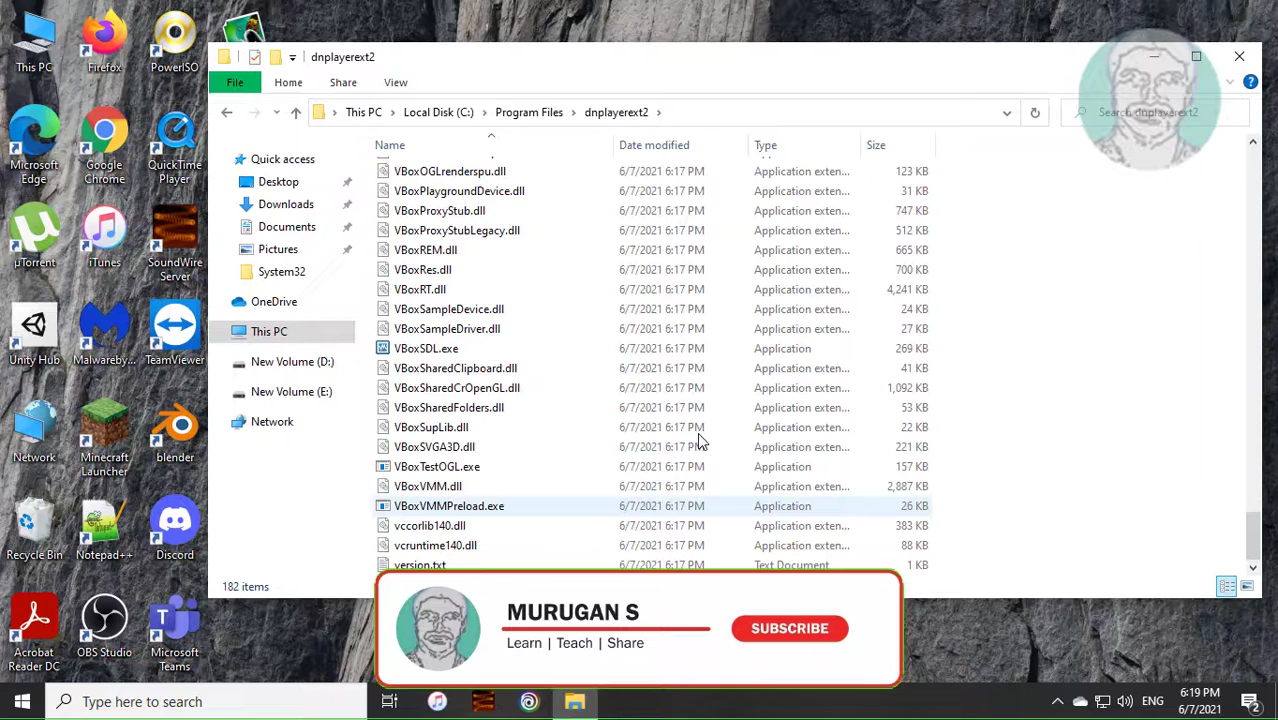 This PC
Firefox
PowerISO
dnplayerext2
File
Home
Share
View
This PC
Local Disk (C:)
Program Files
dnplayerext2
Search dnplayerext2
Microsoft Edge
Google Chrome
QuickTime Player
Quick access
Desktop
Downloads
Documents
Pictures
System32
OneDrive
This PC
New Volume (D:)
New Volume (E:)
Network
Name Date modified Type Size
VBoxOGLrenderspu.dll 6/7/2021 6:17 PM Application exten... 123 KB
VBoxPlaygroundDevice.dll 6/7/2021 6:17 PM Application exten... 31 KB
VBoxProxyStub.dll 6/7/2021 6:17 PM Application exten... 747 KB
VBoxProxyStubLegacy.dll 6/7/2021 6:17 PM Application exten... 512 KB
VBoxREM.dll 6/7/2021 6:17 PM Application exten... 665 KB
VBoxRes.dll 6/7/2021 6:17 PM Application exten... 700 KB
VBoxRT.dll 6/7/2021 6:17 PM Application exten... 4,241 KB
VBoxSampleDevice.dll 6/7/2021 6:17 PM Application exten... 24 KB
VBoxSampleDriver.dll 6/7/2021 6:17 PM Application exten... 27 KB
VBoxSDL.exe 6/7/2021 6:17 PM Application 269 KB
VBoxSharedClipboard.dll 6/7/2021 6:17 PM Application exten... 41 KB
VBoxSharedCrOpenGL.dll 6/7/2021 6:17 PM Application exten... 1,092 KB
VBoxSharedFolders.dll 6/7/2021 6:17 PM Application exten... 53 KB
VBoxSupLib.dll 6/7/2021 6:17 PM Application exten... 22 KB
VBoxSVGA3D.dll 6/7/2021 6:17 PM Application exten... 221 KB
VBoxTestOGL.exe 6/7/2021 6:17 PM Application 157 KB
VBoxVMM.dll 6/7/2021 6:17 PM Application exten... 2,887 KB
VBoxVMMPreload.exe 6/7/2021 6:17 PM Application 26 KB
vccorlib140.dll 6/7/2021 6:17 PM Application exten... 383 KB
vcruntime140.dll 6/7/2021 6:17 PM Application exten... 88 KB
version.txt 6/7/2021 6:17 PM Text Document 1 KB
182 items
µTorrent
iTunes
SoundWire Server
Unity Hub
Malwareby...
TeamViewer
Network
Minecraft Launcher
blender
Recycle Bin
Notepad++
Discord
Acrobat Reader DC
OBS Studio
Microsoft Teams
MURUGAN S
Learn | Teach | Share
SUBSCRIBE
Type here to search
ENG
6:19 PM
6/7/2021
2